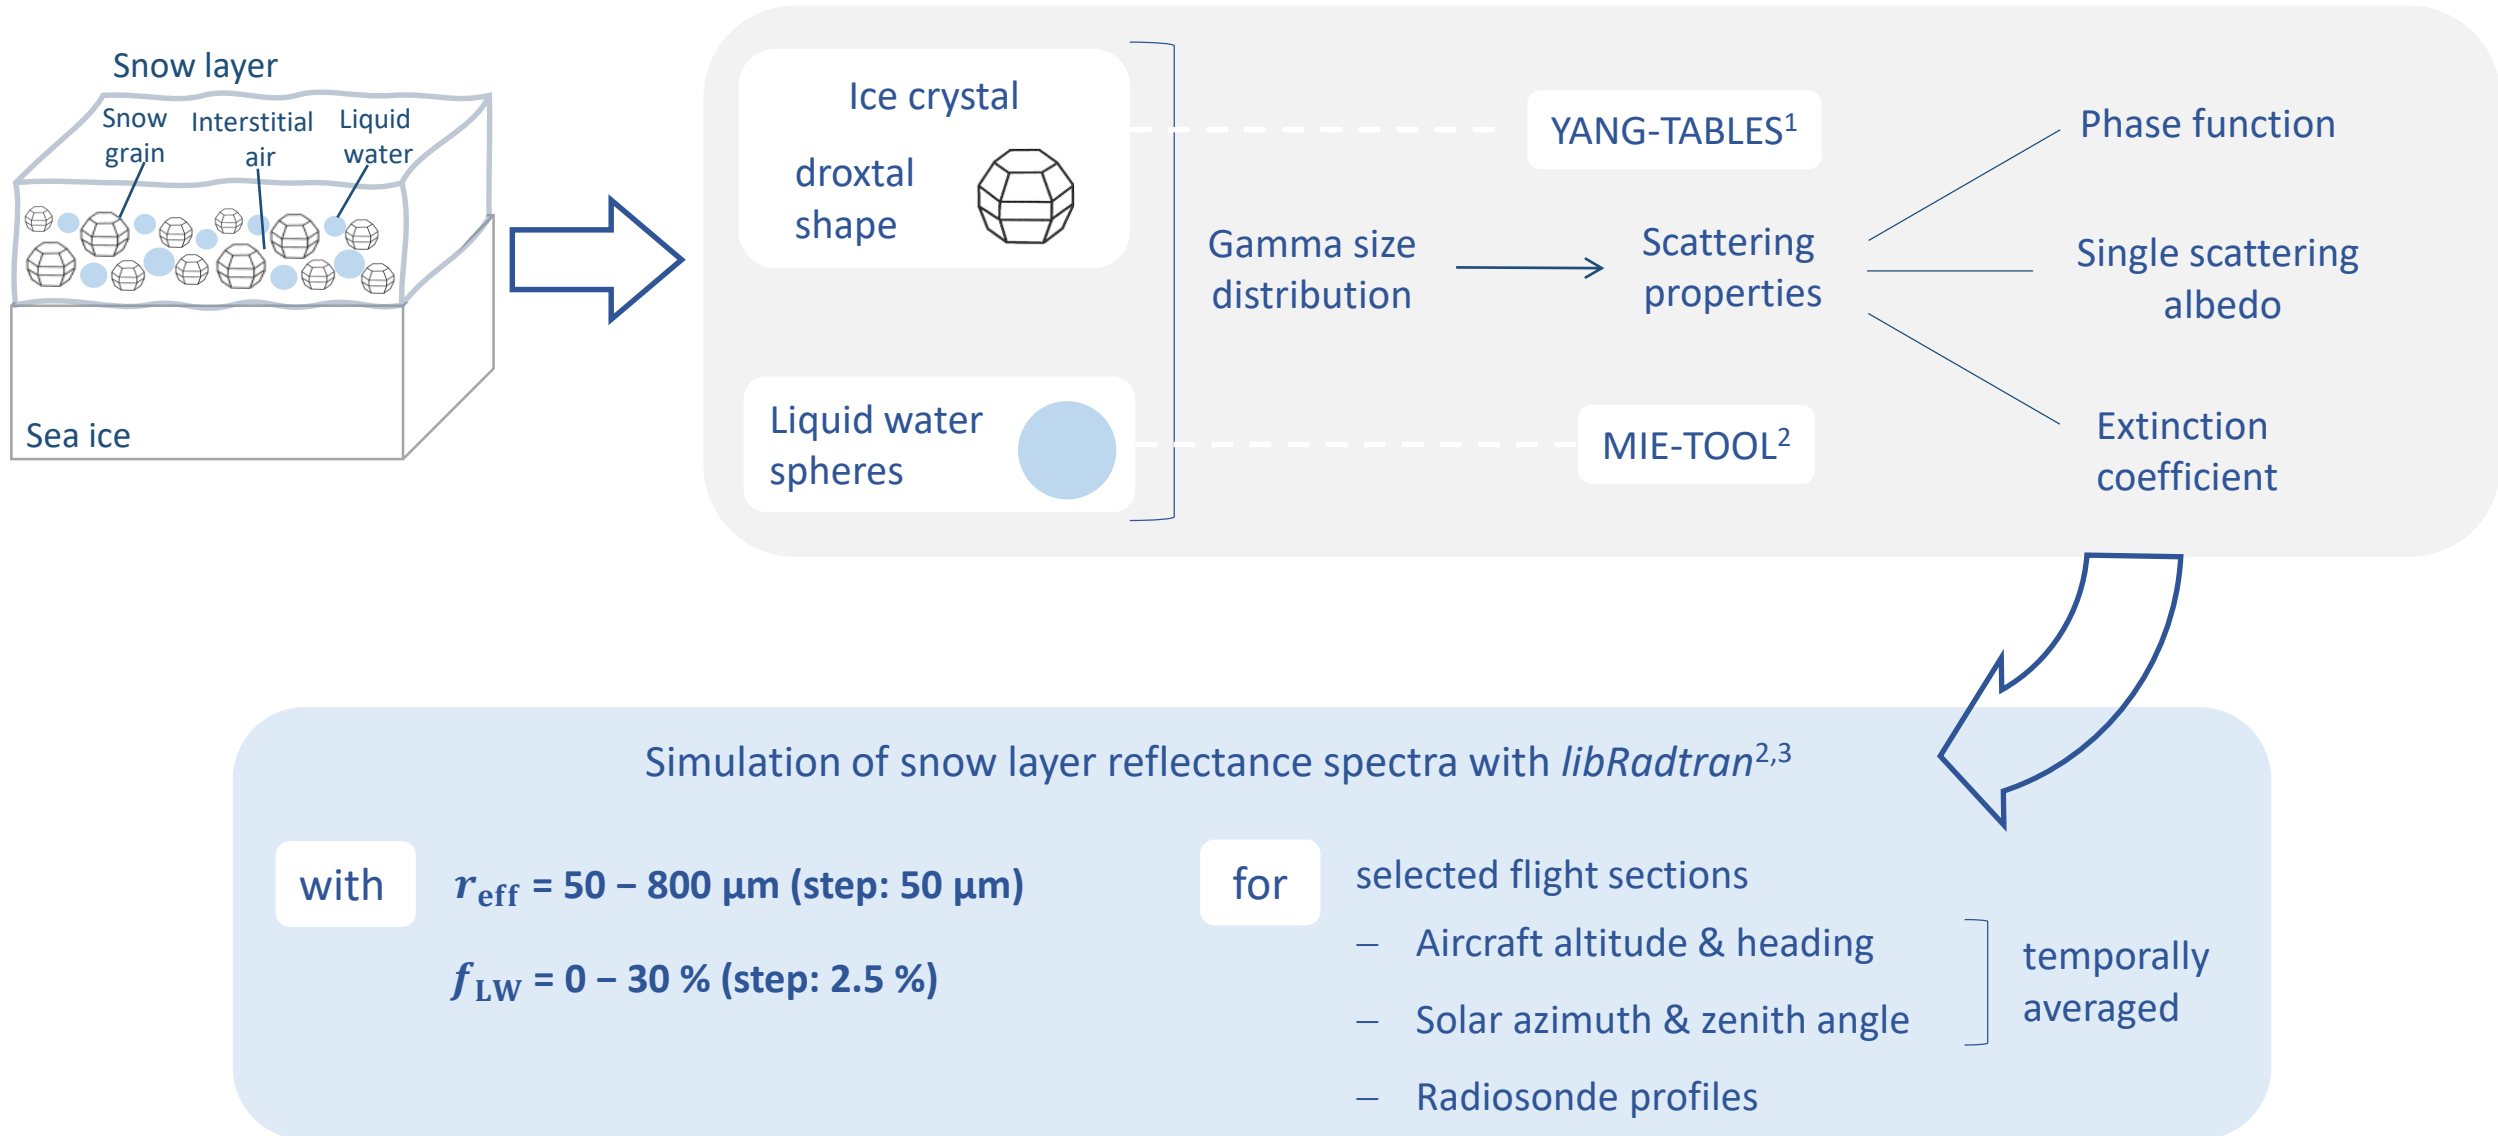 Snow layer
Snow
grain
Interstitial
air
Liquid
water
Sea ice
Ice crystal
droxtal
shape
Liquid water
spheres
Gamma size
distribution
YANG-TABLES¹
Scattering
properties
MIE-TOOL²
Phase function
Single scattering
albedo
Extinction
coefficient
Simulation of snow layer reflectance spectra with libRadtran²,³
with
r_eff = 50 – 800 µm (step: 50 µm)
f_LW = 0 – 30 % (step: 2.5 %)
for
selected flight sections
– Aircraft altitude & heading
– Solar azimuth & zenith angle
– Radiosonde profiles
temporally
averaged